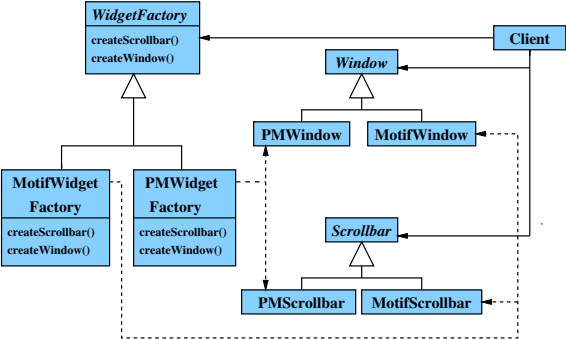 WidgetFactory
createScrollbar()
createWindow()
Client
Window
PMWindow
MotifWindow
MotifWidget
Factory
createScrollbar()
createWindow()
PMWidget
Factory
createScrollbar()
createWindow()
Scrollbar
PMScrollbar
MotifScrollbar